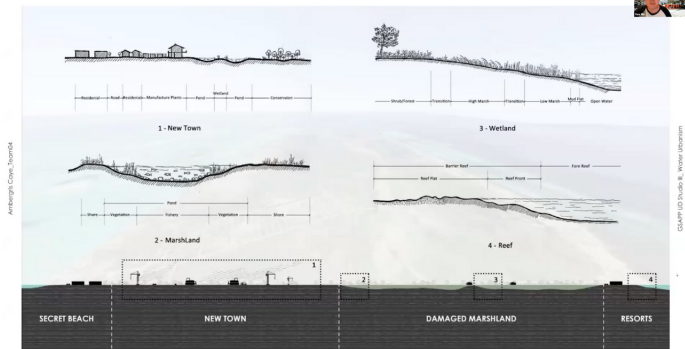 Ambergris Caye, Team04
Residential
Road
Residential
Manufacture Plants
Pond
Wetland
Pond
Conservation
1 - New Town
Shrub/Forest
Transition
High Marsh
Transition
Low Marsh
Mud Flat
Open Water
3 - Wetland
Pond
Shore
Vegetation
Fishery
Vegetation
Shore
2 - MarshLand
Barrier Reef
Fore Reef
Reef Flat
Reef Front
4 - Reef
1
2
3
4
SECRET BEACH
NEW TOWN
DAMAGED MARSHLAND
RESORTS
GSAPP UD Studio III, Water Urbanism